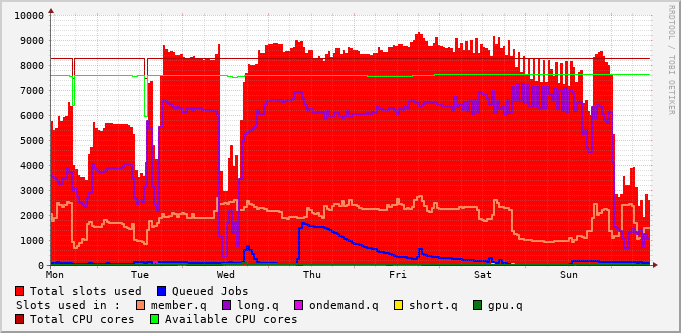 10000
9000
8000
7000
6000
5000
4000
3000
2000
1000
0
Mon Tue Wed Thu Fri Sat Sun
RRDTOOL / TOBI OETIKER
Total slots used Queued Jobs
Slots used in : member.q long.q ondemand.q short.q gpu.q
Total CPU cores Available CPU cores